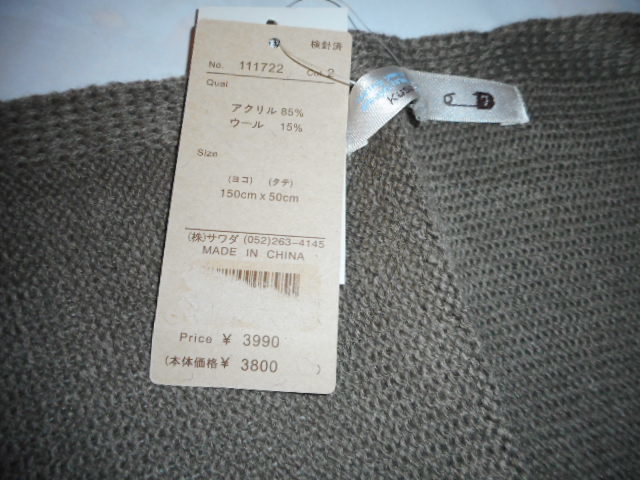 検針済
No. 111722 Col. 2
Qual
アクリル 85%
ウール 15%
Size
(ヨコ) (タテ)
150cm x 50cm
(株)サワダ (052)263-4145
MADE IN CHINA
Price ¥ 3990
(本体価格¥ 3800)